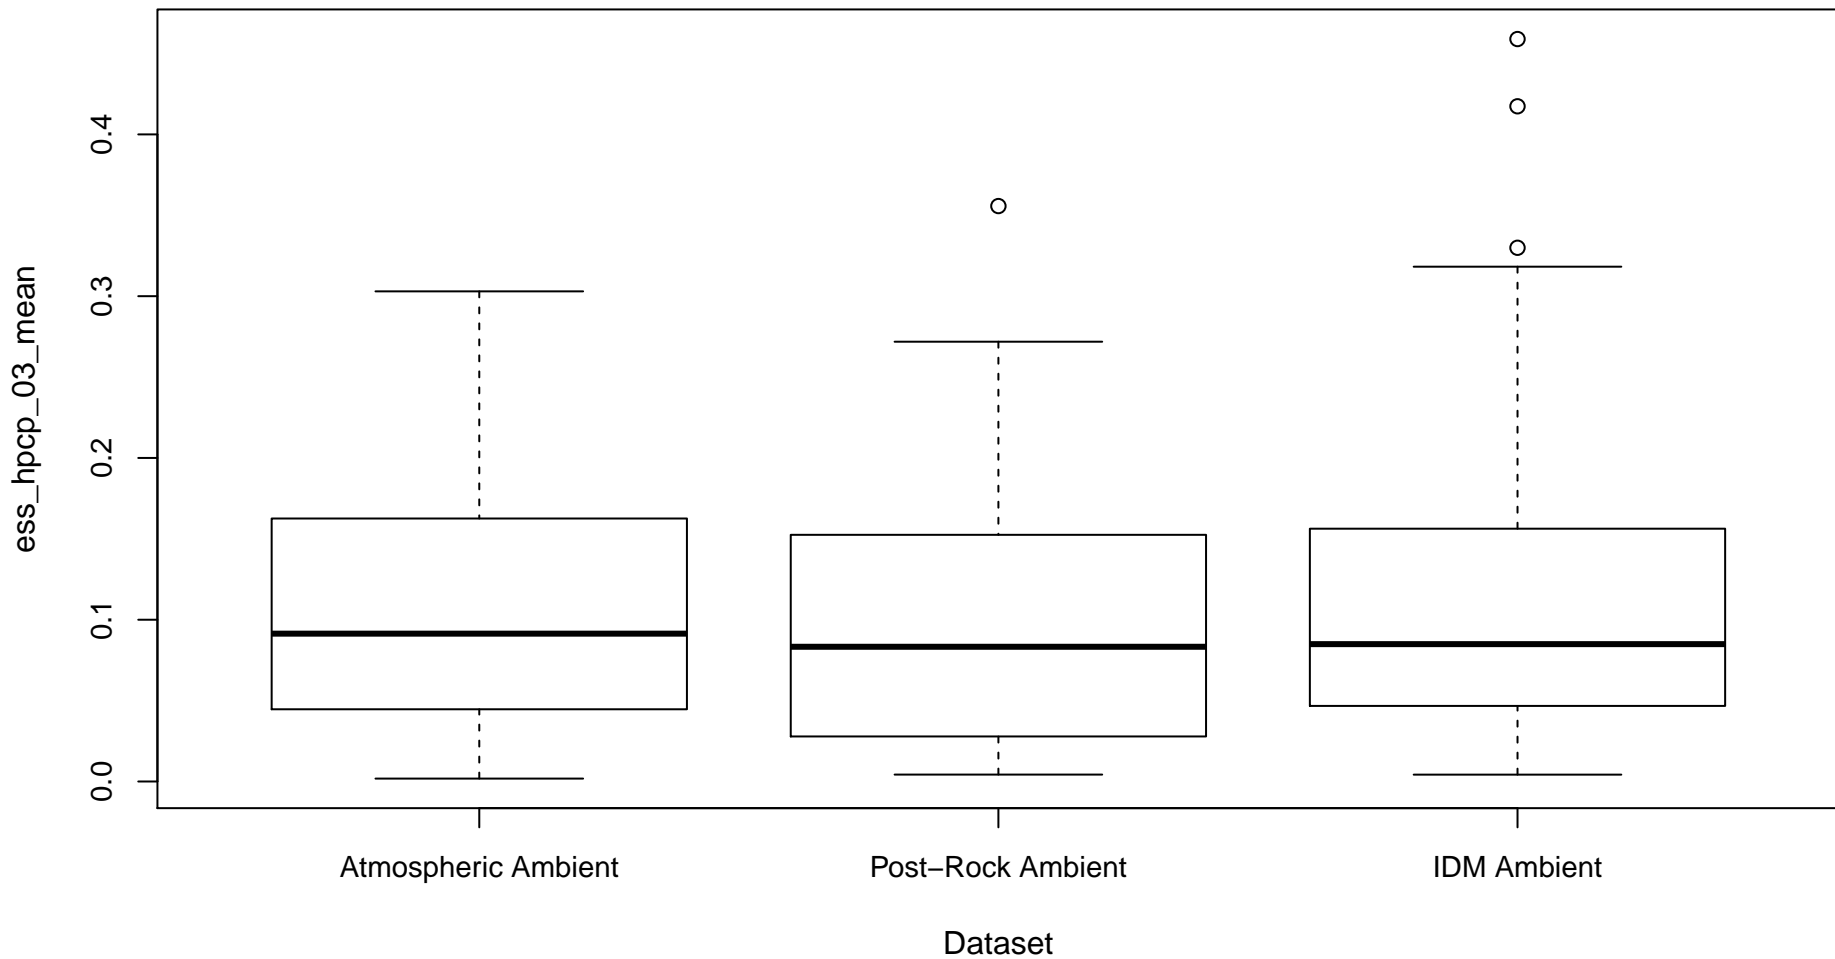 ess_hpcp_03_mean
0.4
0.3
0.2
0.1
0.0
Atmospheric Ambient
Post−Rock Ambient
IDM Ambient
Dataset